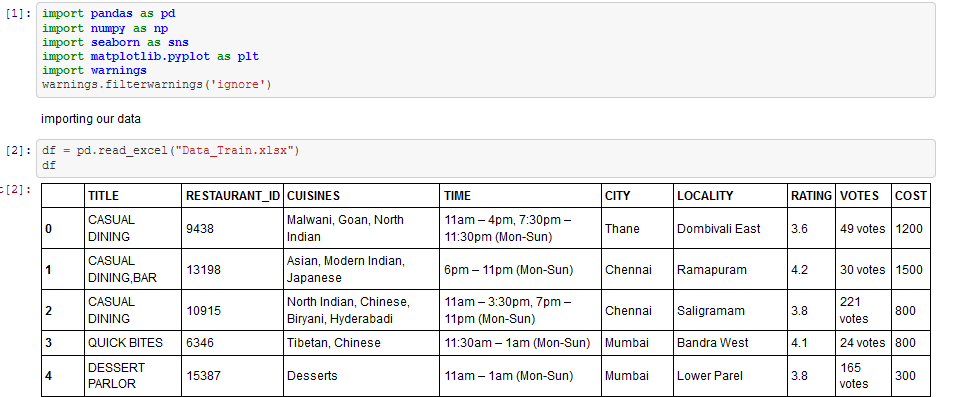 [1]: import pandas as pd
import numpy as np
import seaborn as sns
import matplotlib.pyplot as plt
import warnings
warnings.filterwarnings('ignore')
importing our data
[2]: df = pd.read_excel("Data_Train.xlsx")
df
t[2]:
TITLE RESTAURANT_ID CUISINES TIME CITY LOCALITY RATING VOTES COST
0 CASUAL DINING 9438 Malwani, Goan, North Indian 11am – 4pm, 7:30pm – 11:30pm (Mon-Sun) Thane Dombivali East 3.6 49 votes 1200
1 CASUAL DINING,BAR 13198 Asian, Modern Indian, Japanese 6pm – 11pm (Mon-Sun) Chennai Ramapuram 4.2 30 votes 1500
2 CASUAL DINING 10915 North Indian, Chinese, Biryani, Hyderabadi 11am – 3:30pm, 7pm – 11pm (Mon-Sun) Chennai Saligramam 3.8 221 votes 800
3 QUICK BITES 6346 Tibetan, Chinese 11:30am – 1am (Mon-Sun) Mumbai Bandra West 4.1 24 votes 800
4 DESSERT PARLOR 15387 Desserts 11am – 1am (Mon-Sun) Mumbai Lower Parel 3.8 165 votes 300